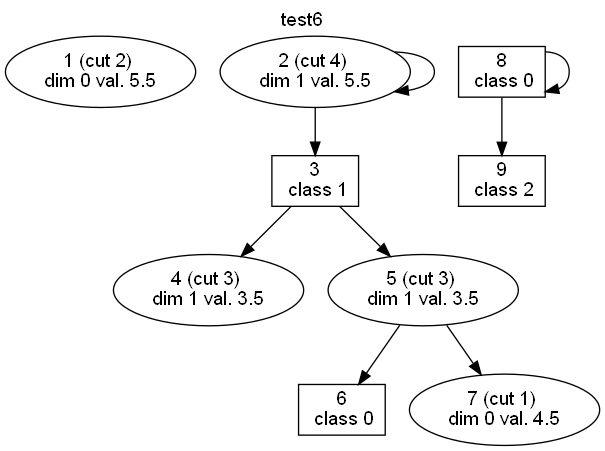 test6
1 (cut 2)
dim 0 val. 5.5
2 (cut 4)
dim 1 val. 5.5
8
class 0
3
class 1
9
class 2
4 (cut 3)
dim 1 val. 3.5
5 (cut 3)
dim 1 val. 3.5
6
class 0
7 (cut 1)
dim 0 val. 4.5